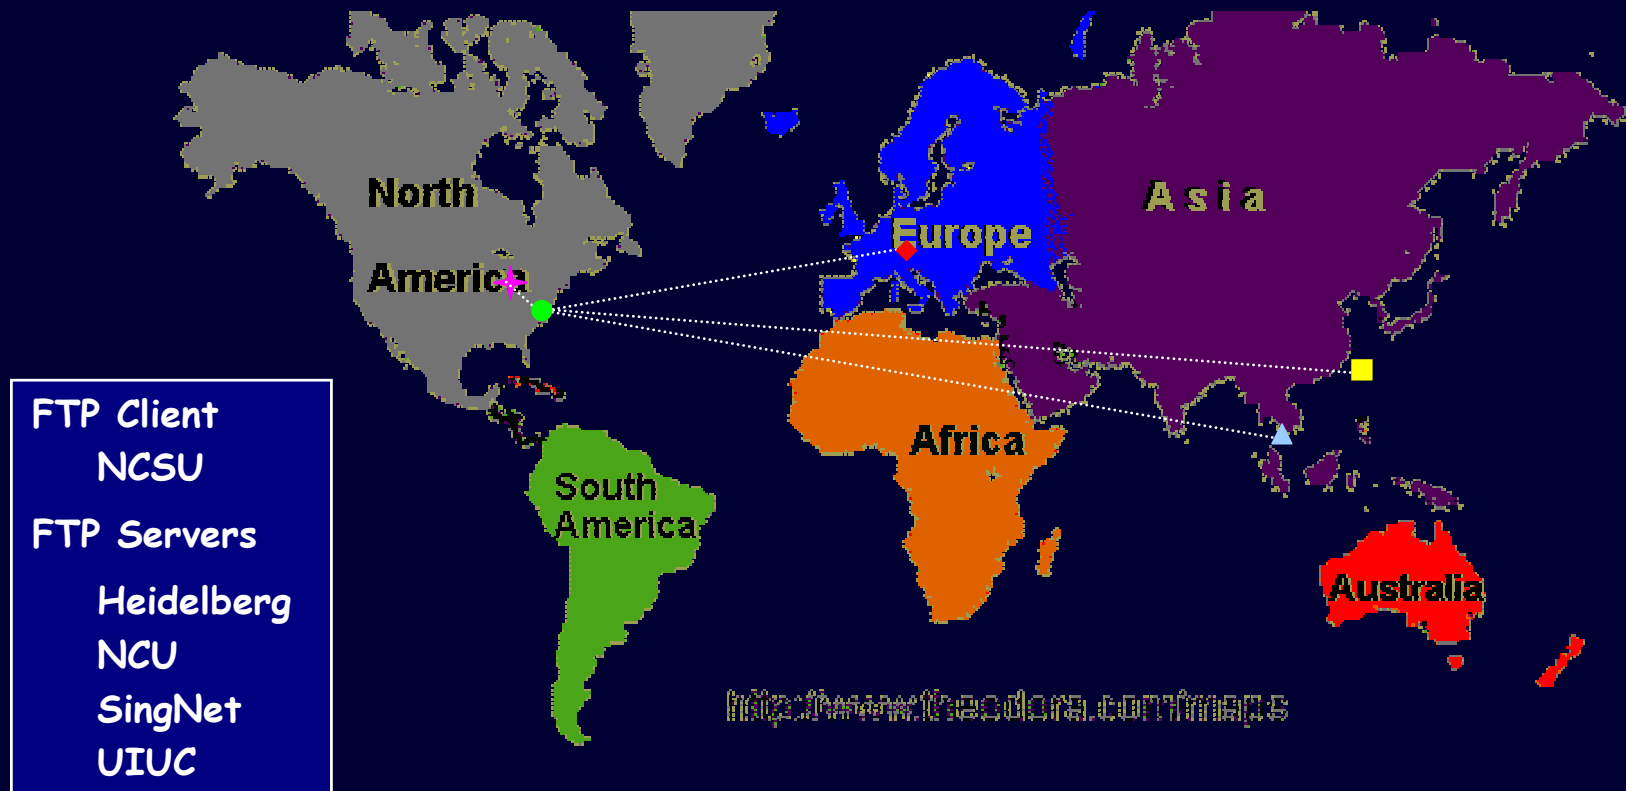 North
America
Europe
Asia
Africa
South
America
Australia
FTP Client
NCSU
FTP Servers
Heidelberg
NCU
SingNet
UIUC